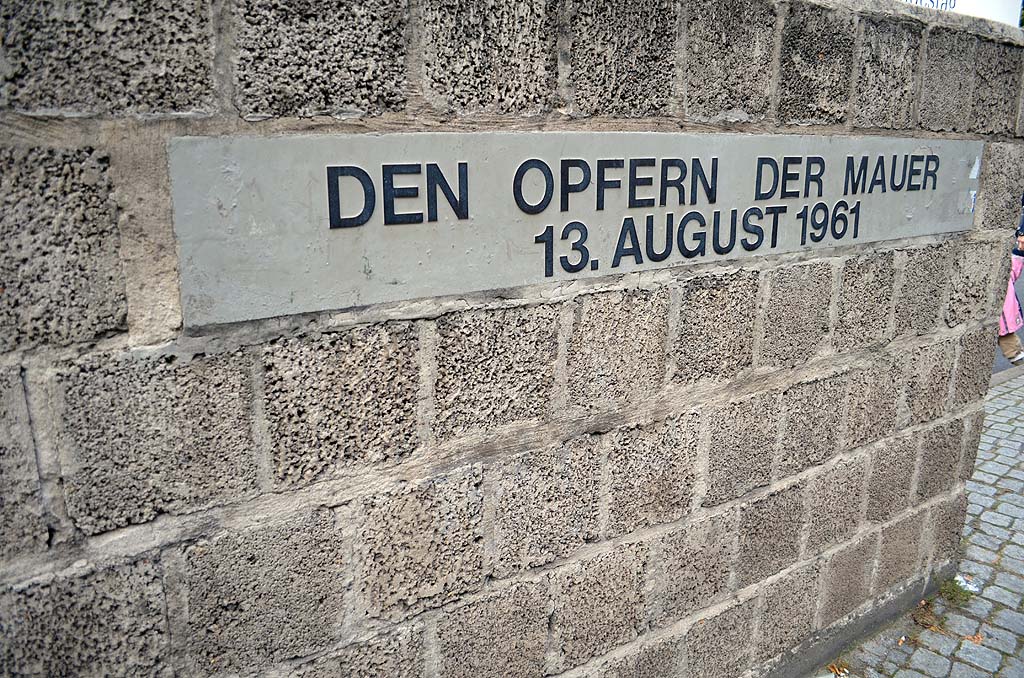 DEN OPFERN DER MAUER
13. AUGUST 1961